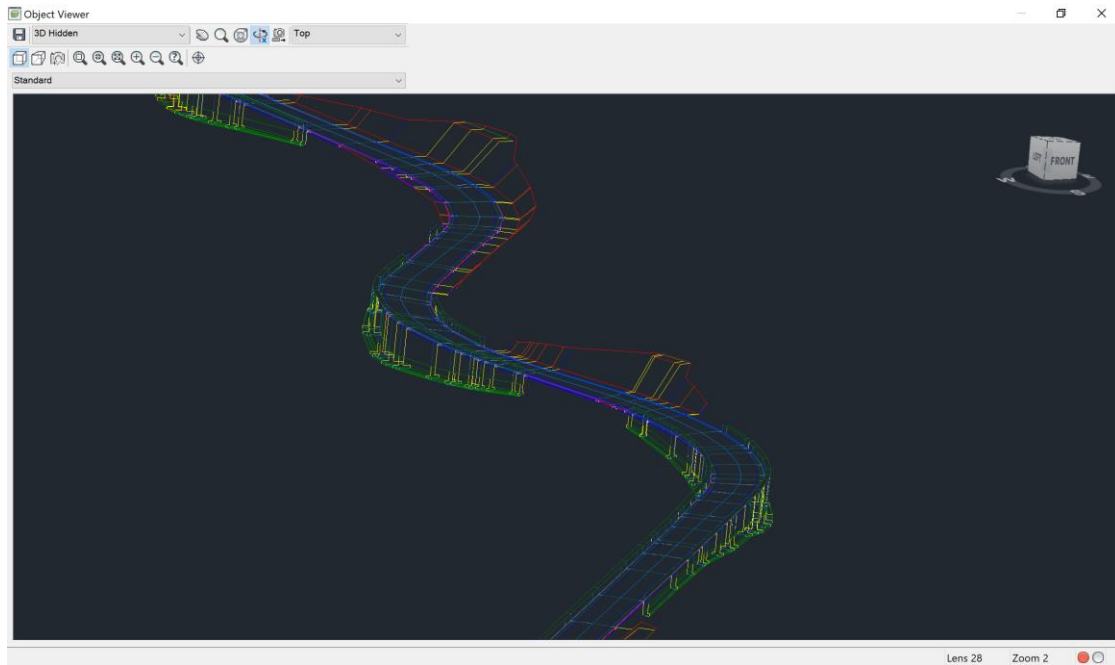 Object Viewer
3D Hidden
Top
Standard
FRONT
Lens 28 Zoom 2